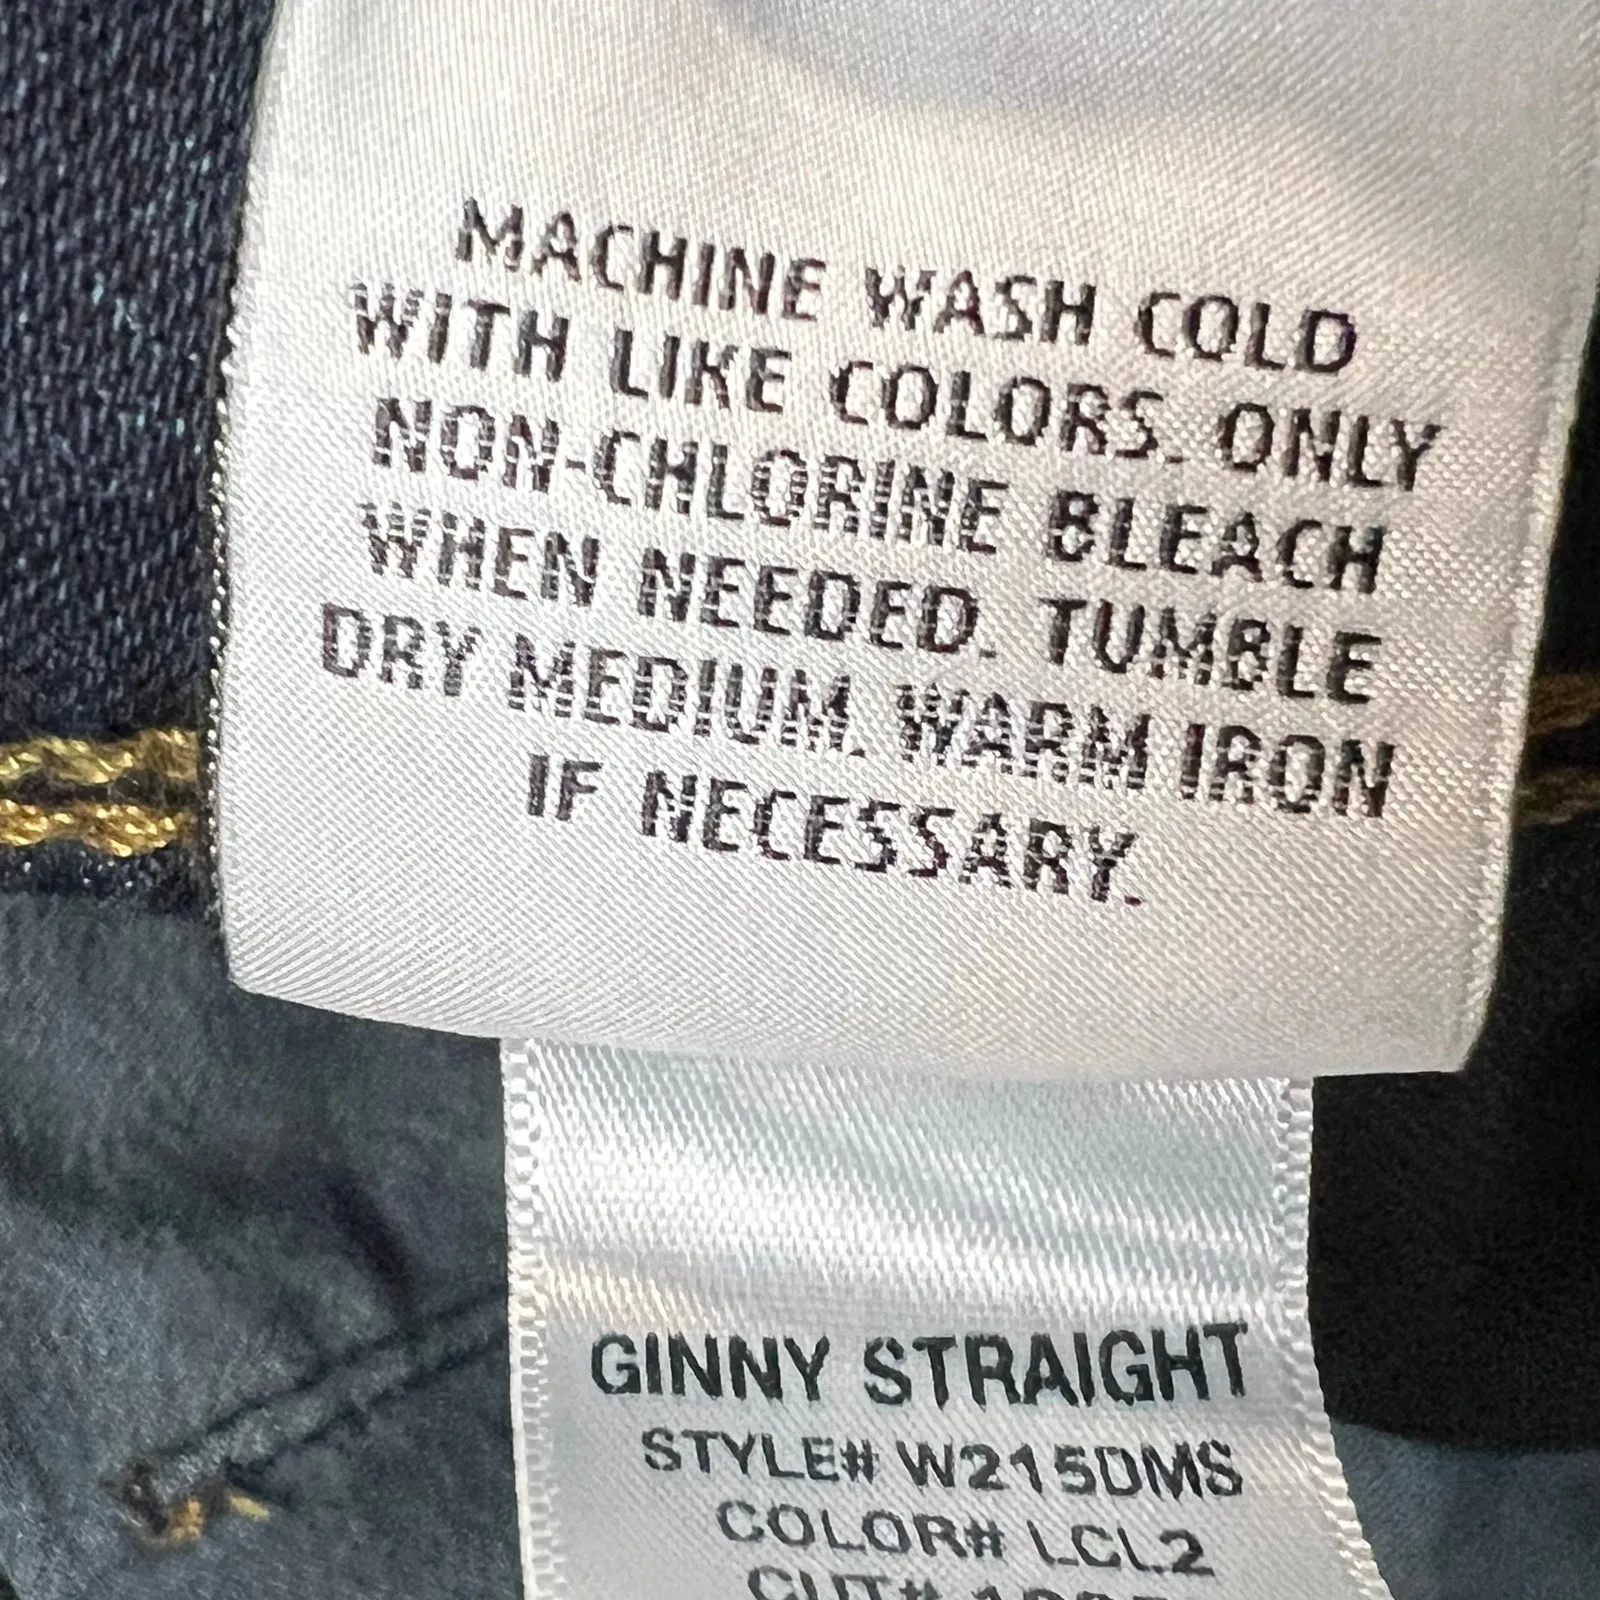 MACHINE WASH COLD
WITH LIKE COLORS. ONLY
NON-CHLORINE BLEACH
WHEN NEEDED. TUMBLE
DRY MEDIUM. WARM IRON
IF NECESSARY.
GINNY STRAIGHT
STYLE# W215DMS
COLOR# LCL2
CUT#